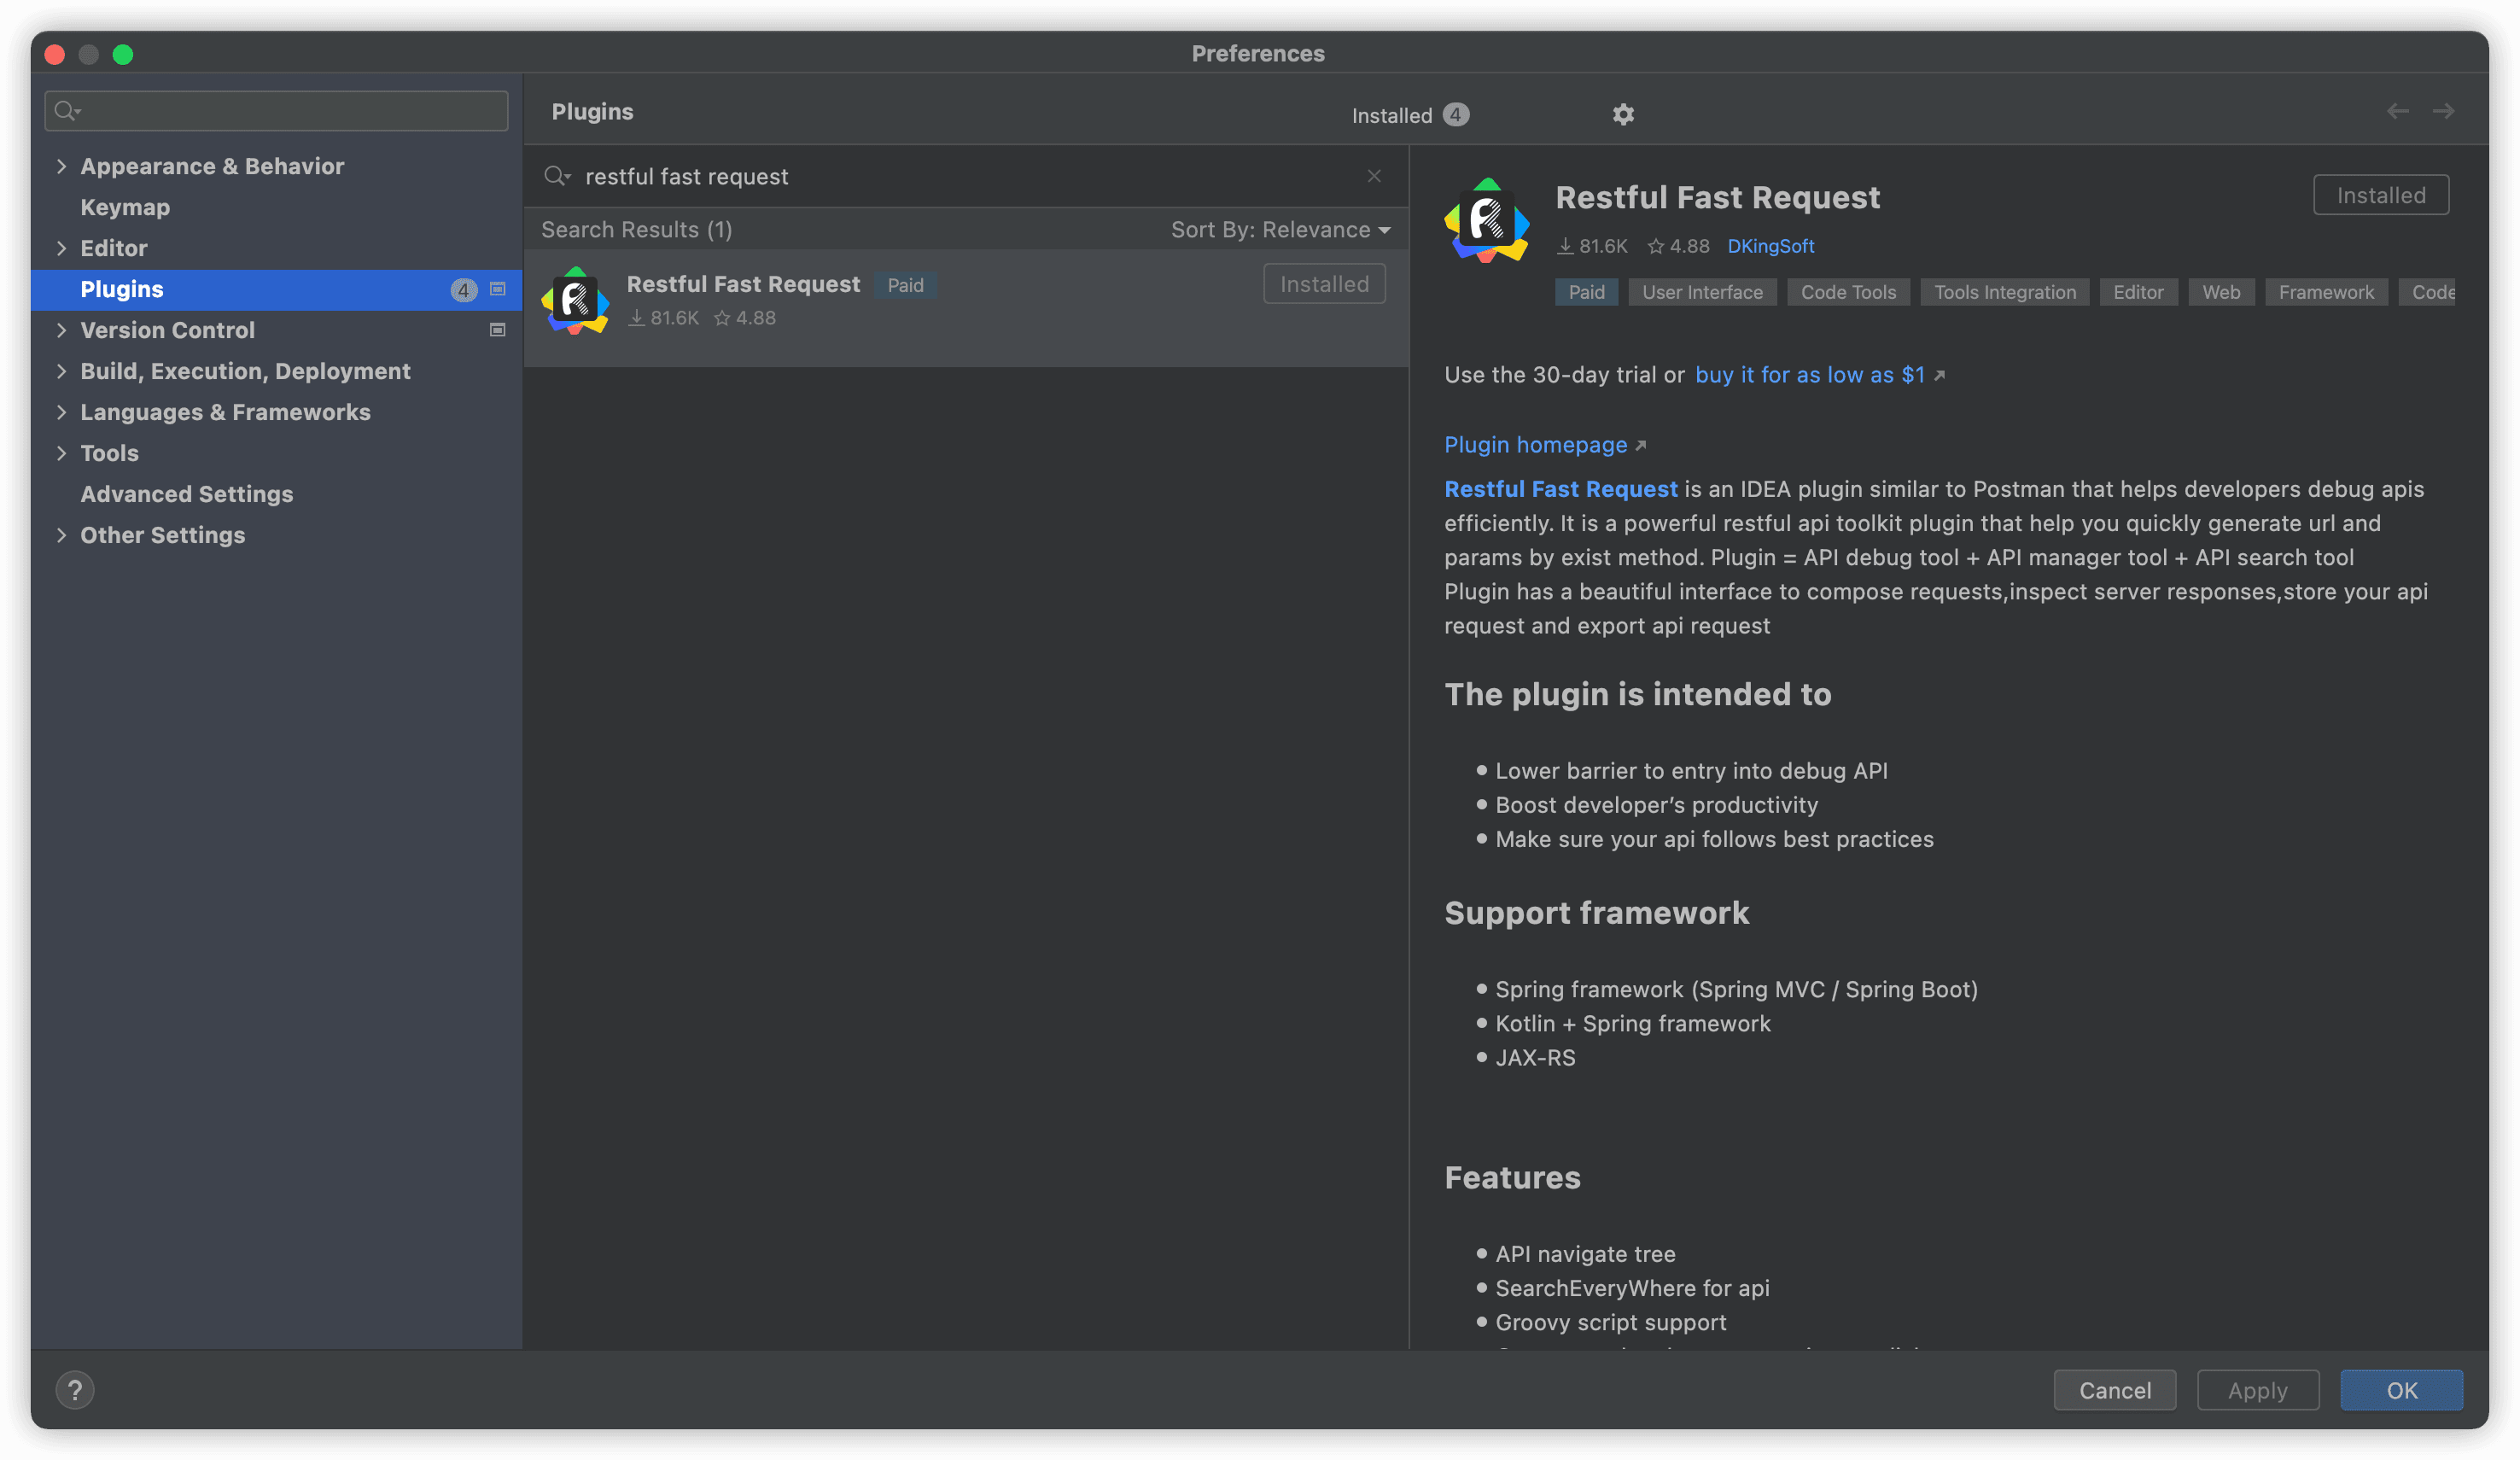 Preferences
Appearance & Behavior
Keymap
Editor
Plugins 4
Version Control
Build, Execution, Deployment
Languages & Frameworks
Tools
Advanced Settings
Other Settings
Plugins
Installed 4
restful fast request
Search Results (1)
Sort By: Relevance
Restful Fast Request Paid
Installed
81.6K 4.88
Restful Fast Request
Installed
81.6K 4.88 DKingSoft
Paid User Interface Code Tools Tools Integration Editor Web Framework Code
Use the 30-day trial or buy it for as low as $1
Plugin homepage
Restful Fast Request is an IDEA plugin similar to Postman that helps developers debug apis
efficiently. It is a powerful restful api toolkit plugin that help you quickly generate url and
params by exist method. Plugin = API debug tool + API manager tool + API search tool
Plugin has a beautiful interface to compose requests,inspect server responses,store your api
request and export api request
The plugin is intended to
Lower barrier to entry into debug API
Boost developer’s productivity
Make sure your api follows best practices
Support framework
Spring framework (Spring MVC / Spring Boot)
Kotlin + Spring framework
JAX-RS
Features
API navigate tree
SearchEveryWhere for api
Groovy script support
?
Cancel
Apply
OK